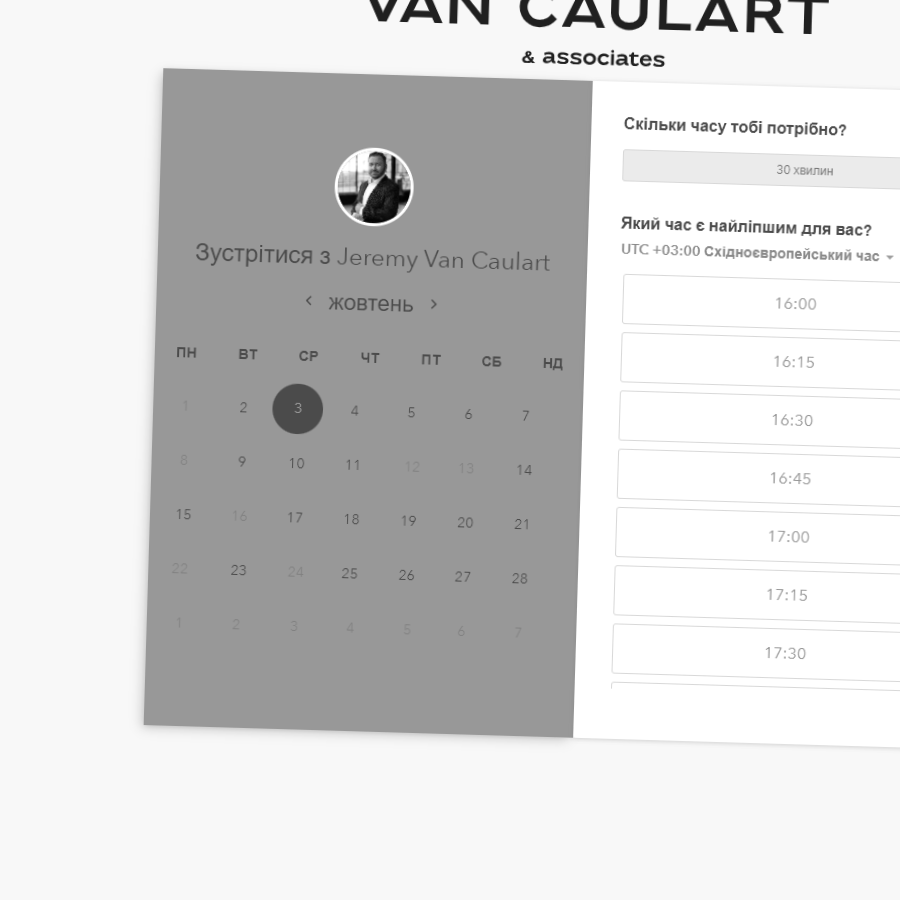 VAN CAULART
& associates
Зустрітися з Jeremy Van Caulart
жовтень
ПН ВТ СР ЧТ ПТ СБ НД
1 2 3 4 5 6 7
8 9 10 11 12 13 14
15 16 17 18 19 20 21
22 23 24 25 26 27 28
1 2 3 4 5 6 7
Скільки часу тобі потрібно?
30 хвилин
Який час є найліпшим для вас?
UTC +03:00 Східноєвропейський час
16:00
16:15
16:30
16:45
17:00
17:15
17:30